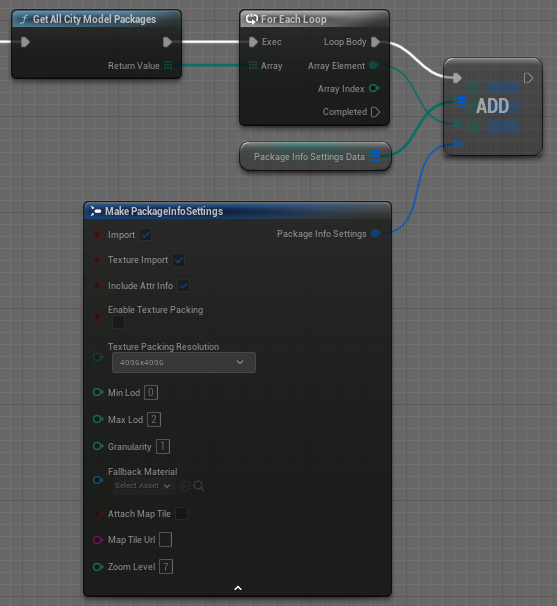 Get All City Model Packages
Return Value
For Each Loop
Exec
Loop Body
Array
Array Element
Array Index
Completed
ADD
Package Info Settings Data
Make PackageInfoSettings
Import
Package Info Settings
Texture Import
Include Attr Info
Enable Texture Packing
Texture Packing Resolution
4096x4096
Min Lod 0
Max Lod 2
Granularity 1
Fallback Material
Select Asset
Attach Map Tile
Map Tile Url
Zoom Level 7